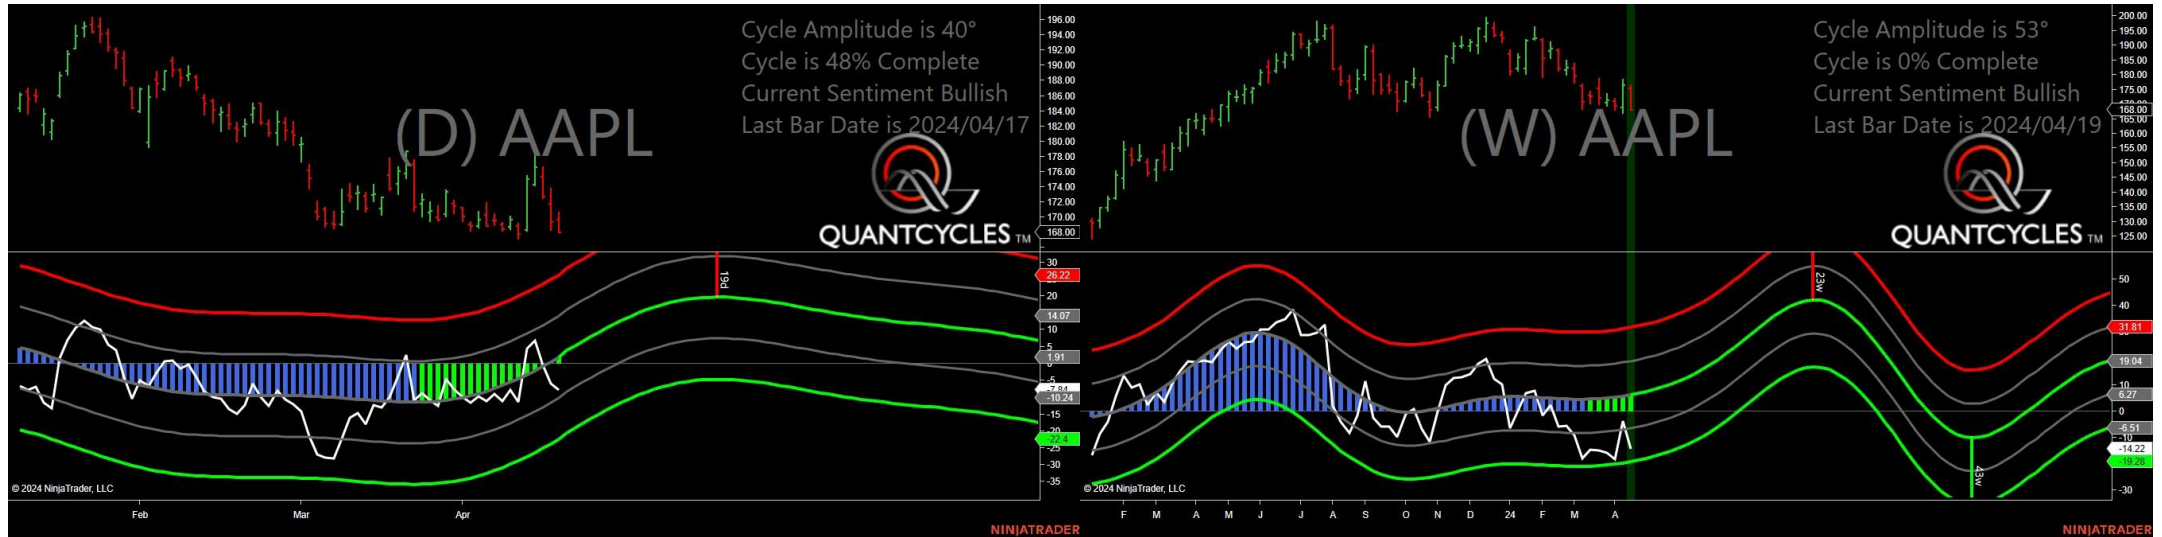 Cycle Amplitude is 40°
Cycle is 48% Complete
Current Sentiment Bullish
Last Bar Date is 2024/04/17
(D) AAPL
QUANTCYCLES TM
196.00
194.00
192.00
190.00
188.00
186.00
184.00
182.00
180.00
178.00
176.00
174.00
172.00
170.00
168.00
19d
30
26.22
20
14.07
10
5
1.91
0
-5
-7.84
-10.24
-15
-20
-22.4
-25
-30
-35
© 2024 NinjaTrader, LLC
Feb Mar Apr
NINJATRADER
Cycle Amplitude is 53°
Cycle is 0% Complete
Current Sentiment Bullish
Last Bar Date is 2024/04/19
(W) AAPL
QUANTCYCLES TM
200.00
195.00
190.00
185.00
180.00
175.00
170.00
168.00
165.00
160.00
155.00
150.00
145.00
140.00
135.00
130.00
125.00
23w
43w
50
40
31.81
19.04
10
6.27
0
-6.51
-10
-14.22
-19.28
-30
© 2024 NinjaTrader, LLC
F M A M J J A S O N D 24 F M A
NINJATRADER